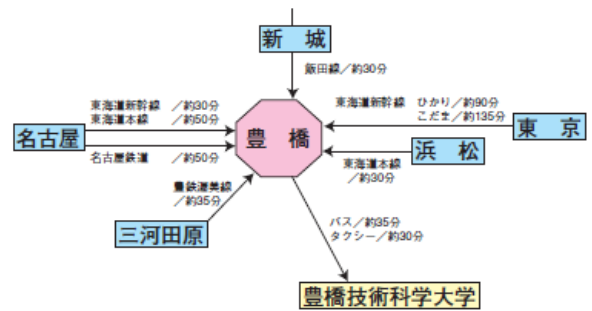 新　城
飯田線／約30分
東海道新幹線　／約30分
東海道本線　　／約50分
東海道新幹線　ひかり／約90分
こだま／約135分
東　京
名古屋
豊　橋
浜　松
名古屋鉄道　　／約50分
東海道本線
／約30分
豊鉄渥美線
／約35分
三河田原
バス／約35分
タクシー／約30分
豊橋技術科学大学